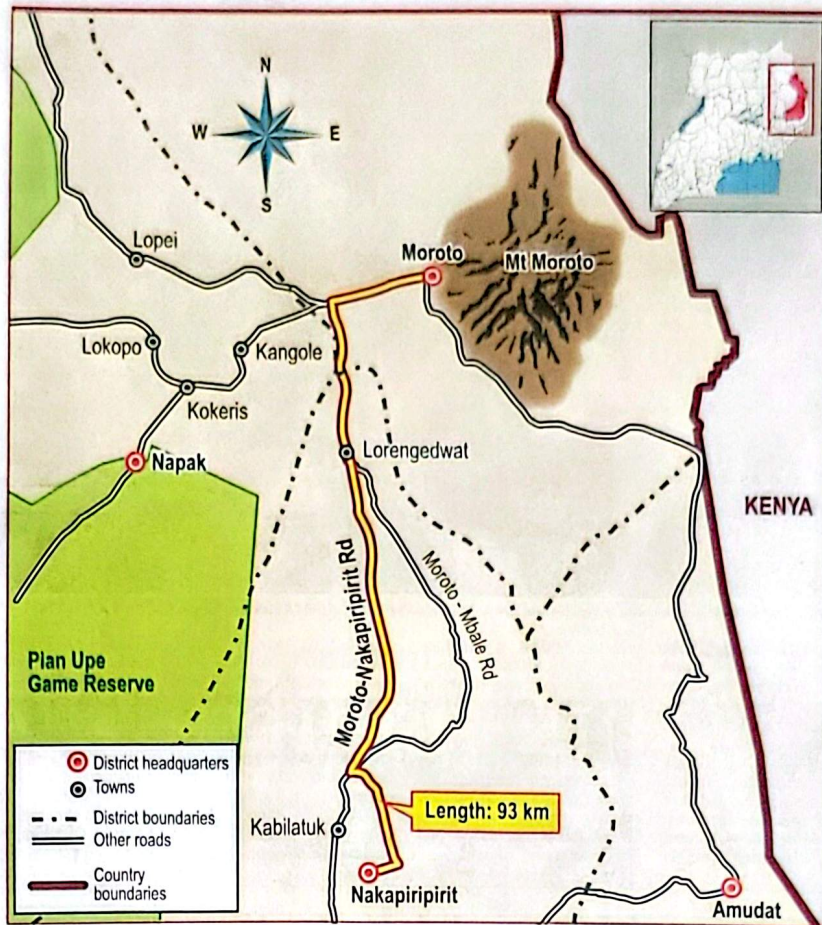 N
W
E
S
Lopei
Moroto
Mt Moroto
Lokopo
Kangole
Kokeris
Lorengedwat
Napak
KENYA
Moroto-Nakapiripirit Rd
Moroto - Mbale Rd
Plan Upe
Game Reserve
District headquarters
Towns
District boundaries
Other roads
Country
boundaries
Length: 93 km
Kabilatuk
Nakapiripirit
Amudat